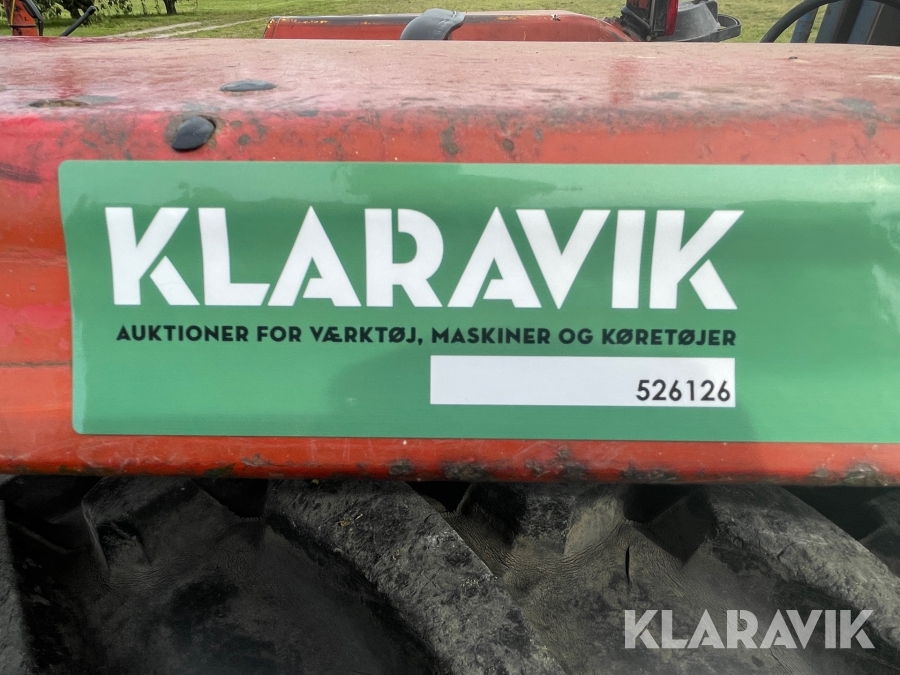 KLARAVIK
AUKTIONER FOR VÆRKTØJ, MASKINER OG KØRETØJER
526126
KLARAVIK